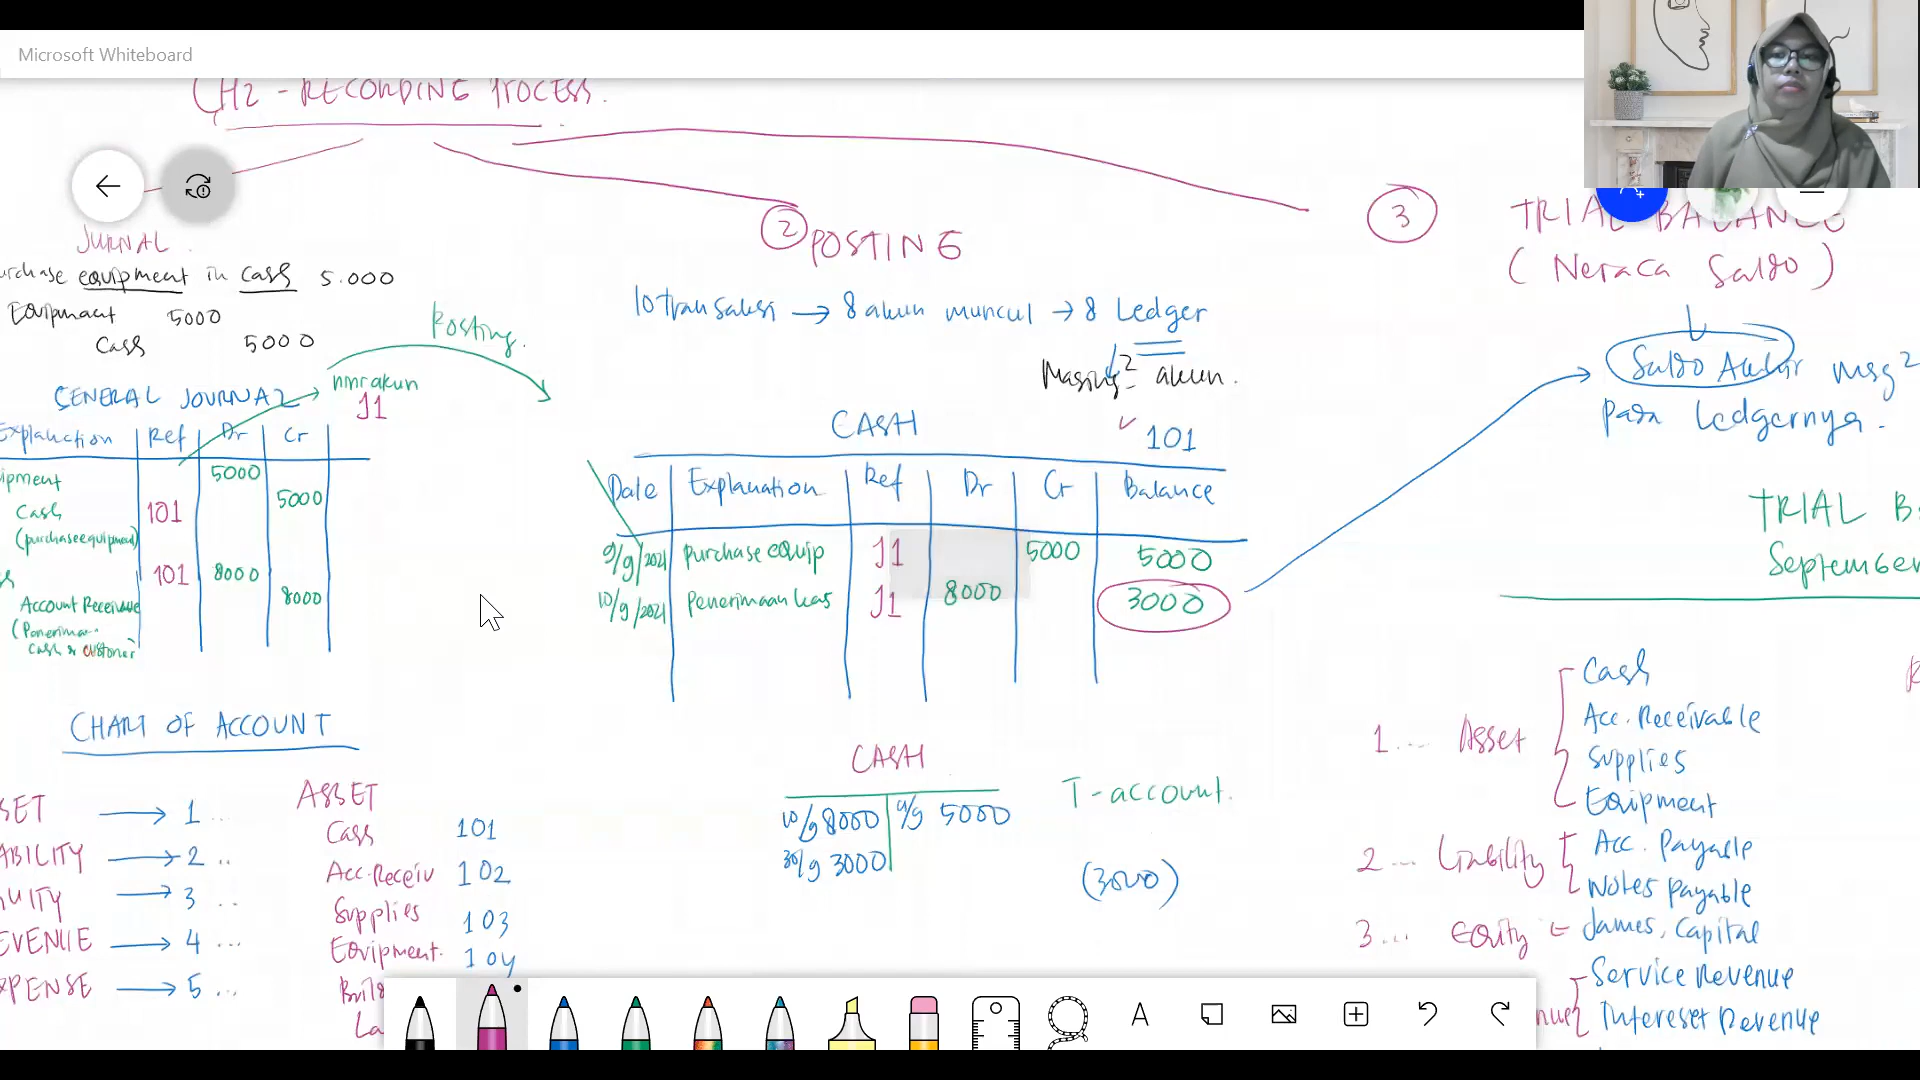 Microsoft Whiteboard
CH2 - RECORDING PROCESS.
JURNAL.
urchase equipment in cash 5.000
Equipment 5000
Cash 5000
Posting.
nmr akun
J1
GENERAL JOURNAL
Explanation Ref Dr Cr
ipment 5000
Cash 101 5000
(purchase equipment)
101 8000
Account Receivable 8000
CHART OF ACCOUNT
SET → 1...
ABILITY → 2..
QUITY → 3..
EVENUE → 4...
XPENSE → 5...
ASSET
Cash 101
Acc. Receiv 102
Supplies 103
Equipment. 104
2 POSTING
10 transaksi → 8 akun muncul → 8 Ledger
Masing² akun.
CASH
101
Date Explanation Ref Dr Cr Balance
9/9/2021 purchase equip J1 5000 5000
10/9/2021 penerimaan kas J1 8000 3000
CASH
10/9 8000 9/9 5000
30/9 3000
T-account.
(3000)
3 TRIAL BALANCE
(Neraca Saldo)
Saldo Akhir msg²
pada Ledgernya.
TRIAL B
September
1... Asset
Cash
Acc. Receivable
Supplies
Equipment
2... Liability
Acc. Payable
Notes payable
3... Equity
James, Capital
Service Revenue
Intereset Revenue
A